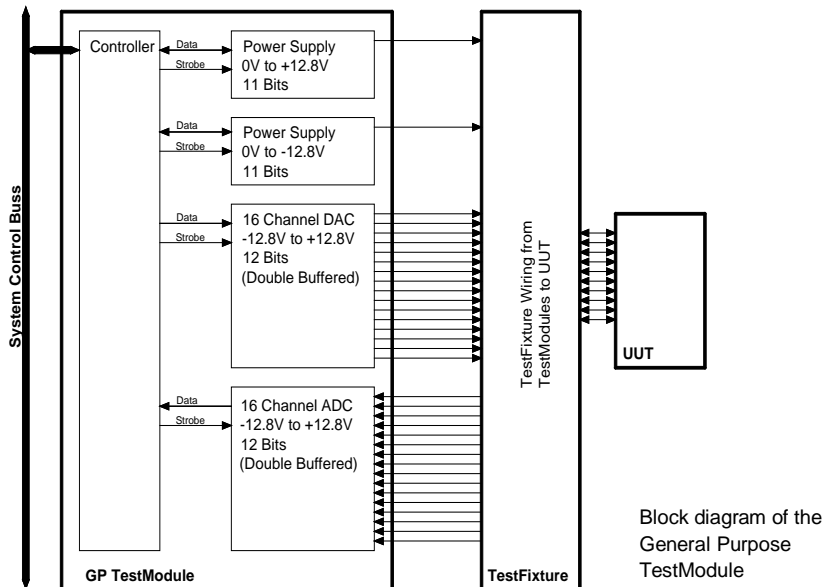 System Control Buss
Controller
Data
Strobe
Power Supply
0V to +12.8V
11 Bits
Data
Strobe
Power Supply
0V to -12.8V
11 Bits
Data
Strobe
16 Channel DAC
-12.8V to +12.8V
12 Bits
(Double Buffered)
Data
Strobe
16 Channel ADC
-12.8V to +12.8V
12 Bits
(Double Buffered)
GP TestModule
TestFixture Wiring from
TestModules to UUT
TestFixture
UUT
Block diagram of the
General Purpose
TestModule